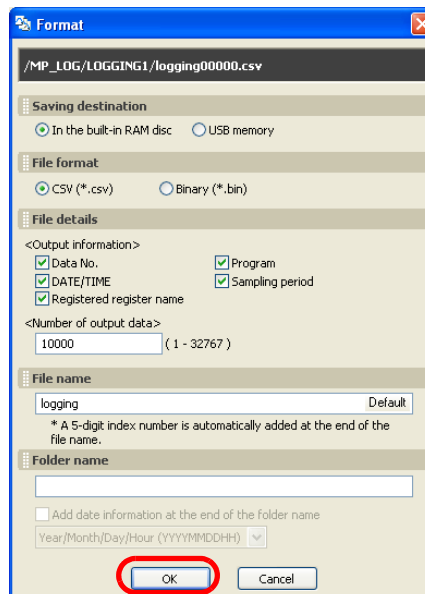 Format
/MP_LOG/LOGGING1/logging00000.csv
Saving destination
In the built-in RAM disc USB memory
File format
CSV (*.csv) Binary (*.bin)
File details
<Output information>
Data No. Program
DATE/TIME Sampling period
Registered register name
<Number of output data>
10000 ( 1 - 32767 )
File name
logging Default
* A 5-digit index number is automatically added at the end of the
file name.
Folder name
Add date information at the end of the folder name
Year/Month/Day/Hour (YYYYMMDDHH)
OK Cancel